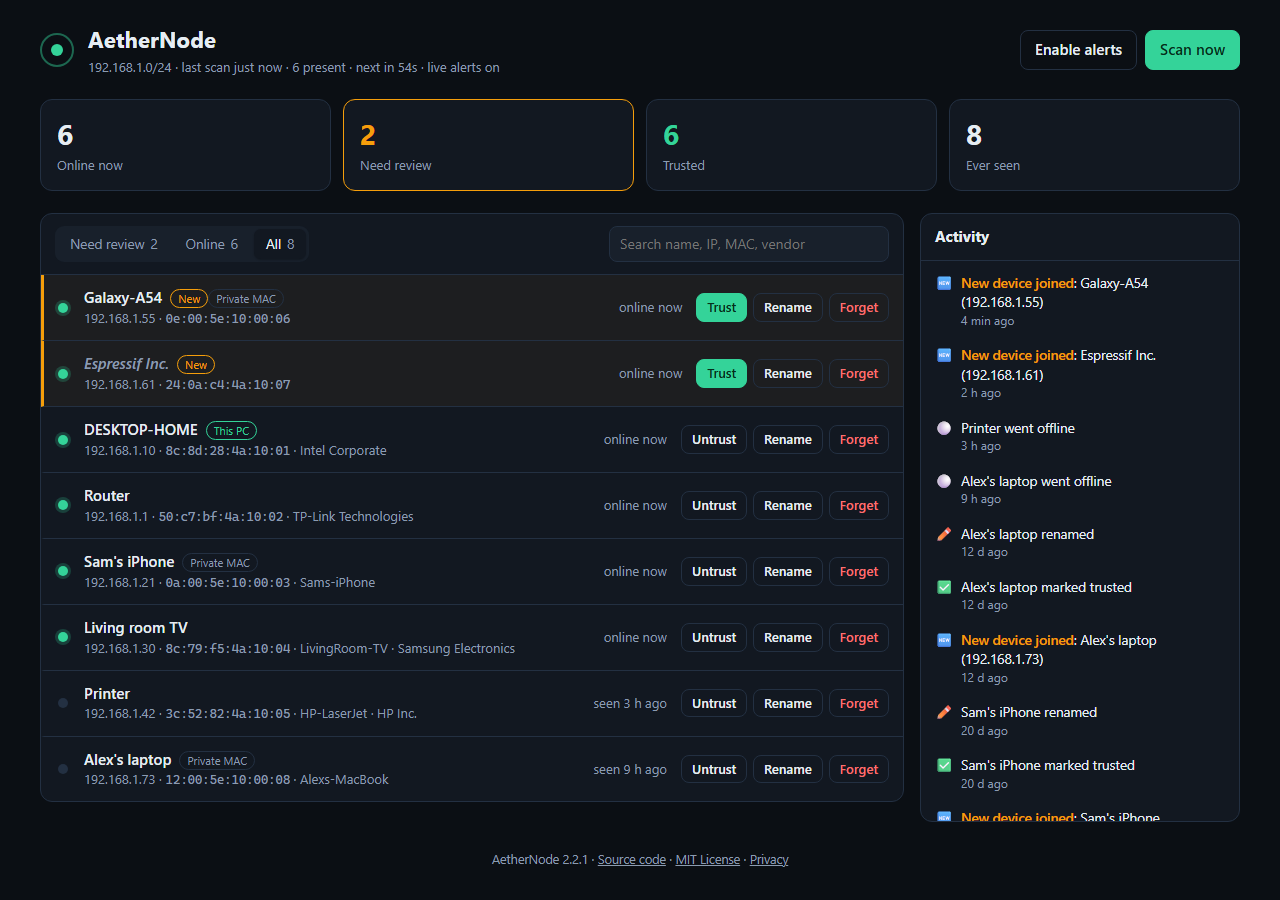 AetherNode
192.168.1.0/24 · last scan just now · 6 present · next in 54s · live alerts on
Enable alerts
Scan now
6
Online now
2
Need review
6
Trusted
8
Ever seen
Need review 2
Online 6
All 8
Search name, IP, MAC, vendor
Galaxy-A54 New Private MAC
192.168.1.55 · 0e:00:5e:10:00:06
online now Trust Rename Forget
Espressif Inc. New
192.168.1.61 · 24:0a:c4:4a:10:07
online now Trust Rename Forget
DESKTOP-HOME This PC
192.168.1.10 · 8c:8d:28:4a:10:01 · Intel Corporate
online now Untrust Rename Forget
Router
192.168.1.1 · 50:c7:bf:4a:10:02 · TP-Link Technologies
online now Untrust Rename Forget
Sam's iPhone Private MAC
192.168.1.21 · 0a:00:5e:10:00:03 · Sams-iPhone
online now Untrust Rename Forget
Living room TV
192.168.1.30 · 8c:79:f5:4a:10:04 · LivingRoom-TV · Samsung Electronics
online now Untrust Rename Forget
Printer
192.168.1.42 · 3c:52:82:4a:10:05 · HP-LaserJet · HP Inc.
seen 3 h ago Untrust Rename Forget
Alex's laptop Private MAC
192.168.1.73 · 12:00:5e:10:00:08 · Alexs-MacBook
seen 9 h ago Untrust Rename Forget
Activity
New device joined: Galaxy-A54
(192.168.1.55)
4 min ago
New device joined: Espressif Inc.
(192.168.1.61)
2 h ago
Printer went offline
3 h ago
Alex's laptop went offline
9 h ago
Alex's laptop renamed
12 d ago
Alex's laptop marked trusted
12 d ago
New device joined: Alex's laptop
(192.168.1.73)
12 d ago
Sam's iPhone renamed
20 d ago
Sam's iPhone marked trusted
20 d ago
New device joined: Sam's iPhone
AetherNode 2.2.1 · Source code · MIT License · Privacy